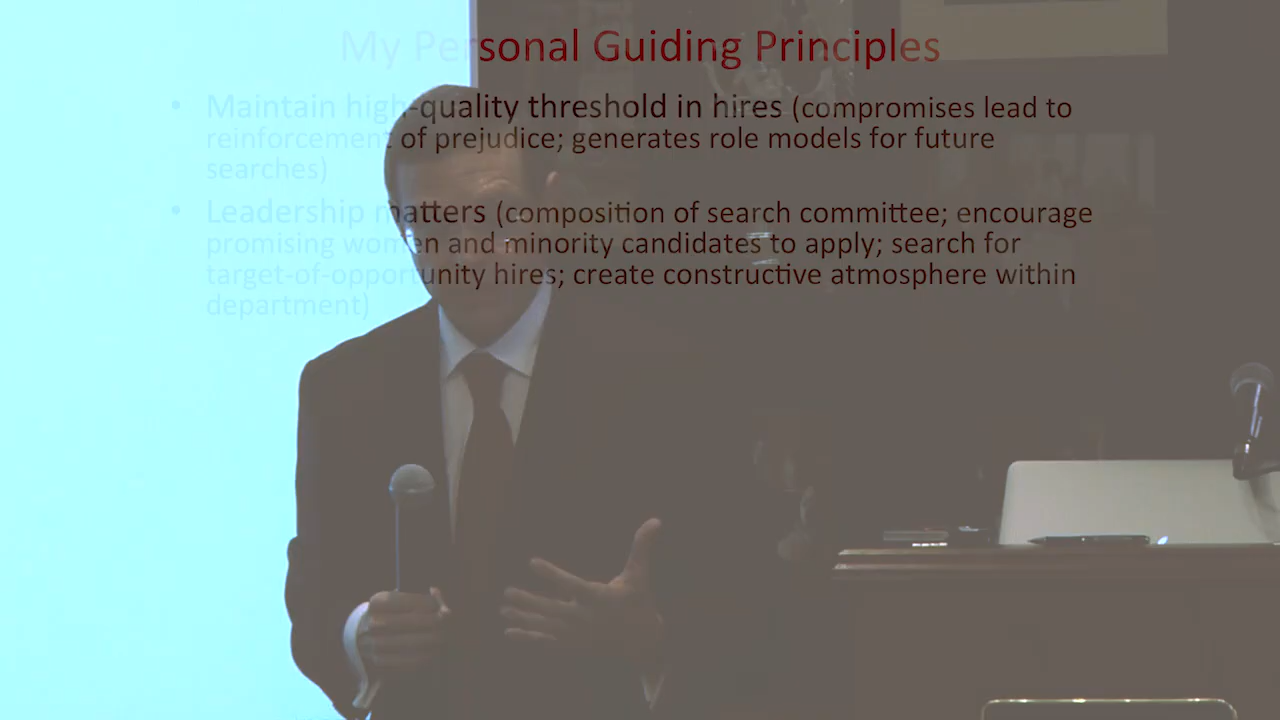 My Personal Guiding Principles
• Maintain high-quality threshold in hires (compromises lead to
reinforcement of prejudice; generates role models for future
searches)
• Leadership matters (composition of search committee; encourage
promising women and minority candidates to apply; search for
target-of-opportunity hires; create constructive atmosphere within
department)